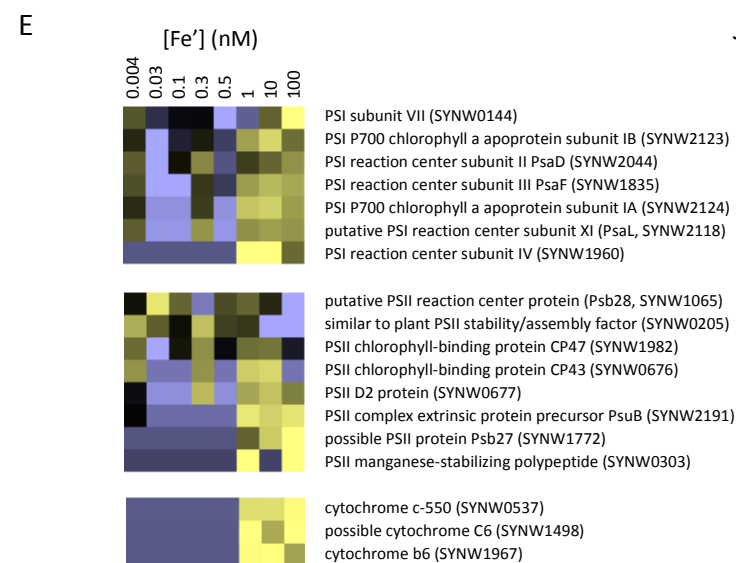 E
[Fe'] (nM)
0.004 0.03 0.1 0.3 0.5 1 10 100
PSI subunit VII (SYNW0144)
PSI P700 chlorophyll a apoprotein subunit IB (SYNW2123)
PSI reaction center subunit II PsaD (SYNW2044)
PSI reaction center subunit III PsaF (SYNW1835)
PSI P700 chlorophyll a apoprotein subunit IA (SYNW2124)
putative PSI reaction center subunit XI (PsaL, SYNW2118)
PSI reaction center subunit IV (SYNW1960)
putative PSII reaction center protein (Psb28, SYNW1065)
similar to plant PSII stability/assembly factor (SYNW0205)
PSII chlorophyll-binding protein CP47 (SYNW1982)
PSII chlorophyll-binding protein CP43 (SYNW0676)
PSII D2 protein (SYNW0677)
PSII complex extrinsic protein precursor PsuB (SYNW2191)
possible PSII protein Psb27 (SYNW1772)
PSII manganese-stabilizing polypeptide (SYNW0303)
cytochrome c-550 (SYNW0537)
possible cytochrome C6 (SYNW1498)
cytochrome b6 (SYNW1967)